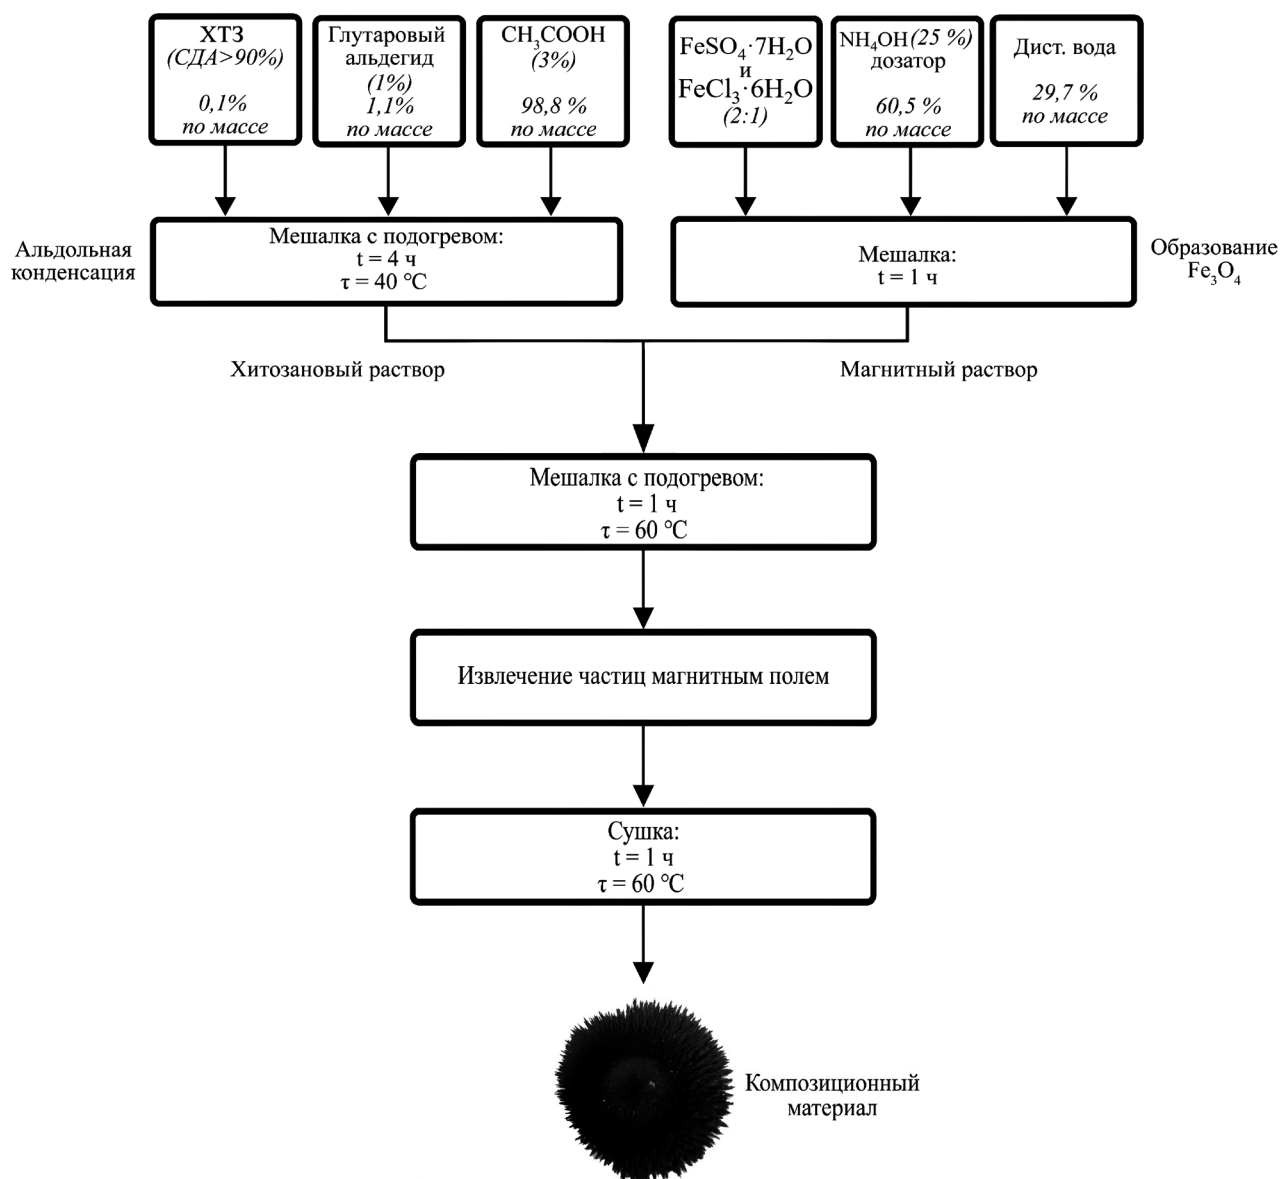 ХТЗ
(СДА>90%)
0,1%
по массе
Глутаровый
альдегид
(1%)
1,1%
по массе
CH₃COOH
(3%)
98,8 %
по массе
FeSO₄·7H₂O
и
FeCl₃·6H₂O
(2:1)
NH₄OH (25 %)
дозатор
60,5 %
по массе
Дист. вода
29,7 %
по массе
Альдольная
конденсация
Мешалка с подогревом:
t = 4 ч
τ = 40 °C
Мешалка:
t = 1 ч
Образование
Fe₃O₄
Хитозановый раствор
Магнитный раствор
Мешалка с подогревом:
t = 1 ч
τ = 60 °C
Извлечение частиц магнитным полем
Сушка:
t = 1 ч
τ = 60 °C
Композиционный
материал